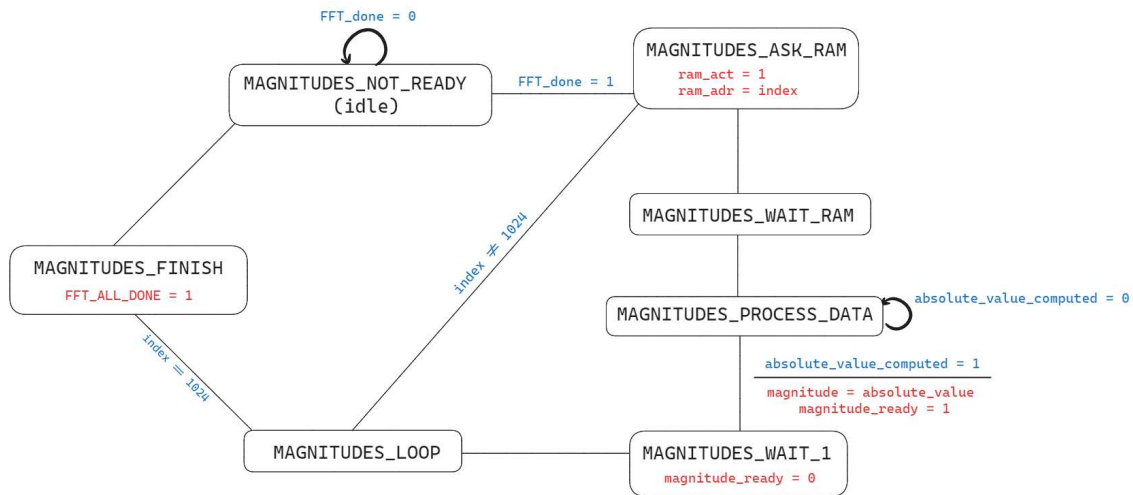 FFT_done = 0
MAGNITUDES_NOT_READY
(idle)
FFT_done = 1
MAGNITUDES_ASK_RAM
ram_act = 1
ram_adr = index
MAGNITUDES_WAIT_RAM
index ≠ 1024
MAGNITUDES_FINISH
FFT_ALL_DONE = 1
MAGNITUDES_PROCESS_DATA
absolute_value_computed = 0
absolute_value_computed = 1
magnitude = absolute_value
magnitude_ready = 1
index == 1024
MAGNITUDES_LOOP
MAGNITUDES_WAIT_1
magnitude_ready = 0